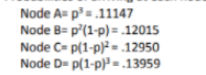 Node A= p³ = .11147
Node B= p²(1-p) = .12015
Node C= p(1-p)² = .12950
Node D= p(1-p)³ = .13959